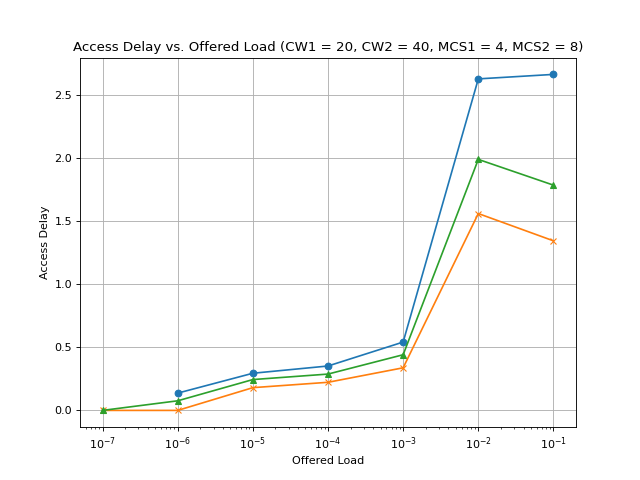 Access Delay vs. Offered Load (CW1 = 20, CW2 = 40, MCS1 = 4, MCS2 = 8)
2.5
2.0
1.5
1.0
0.5
0.0
Access Delay
10⁻⁷ 10⁻⁶ 10⁻⁵ 10⁻⁴ 10⁻³ 10⁻² 10⁻¹
Offered Load